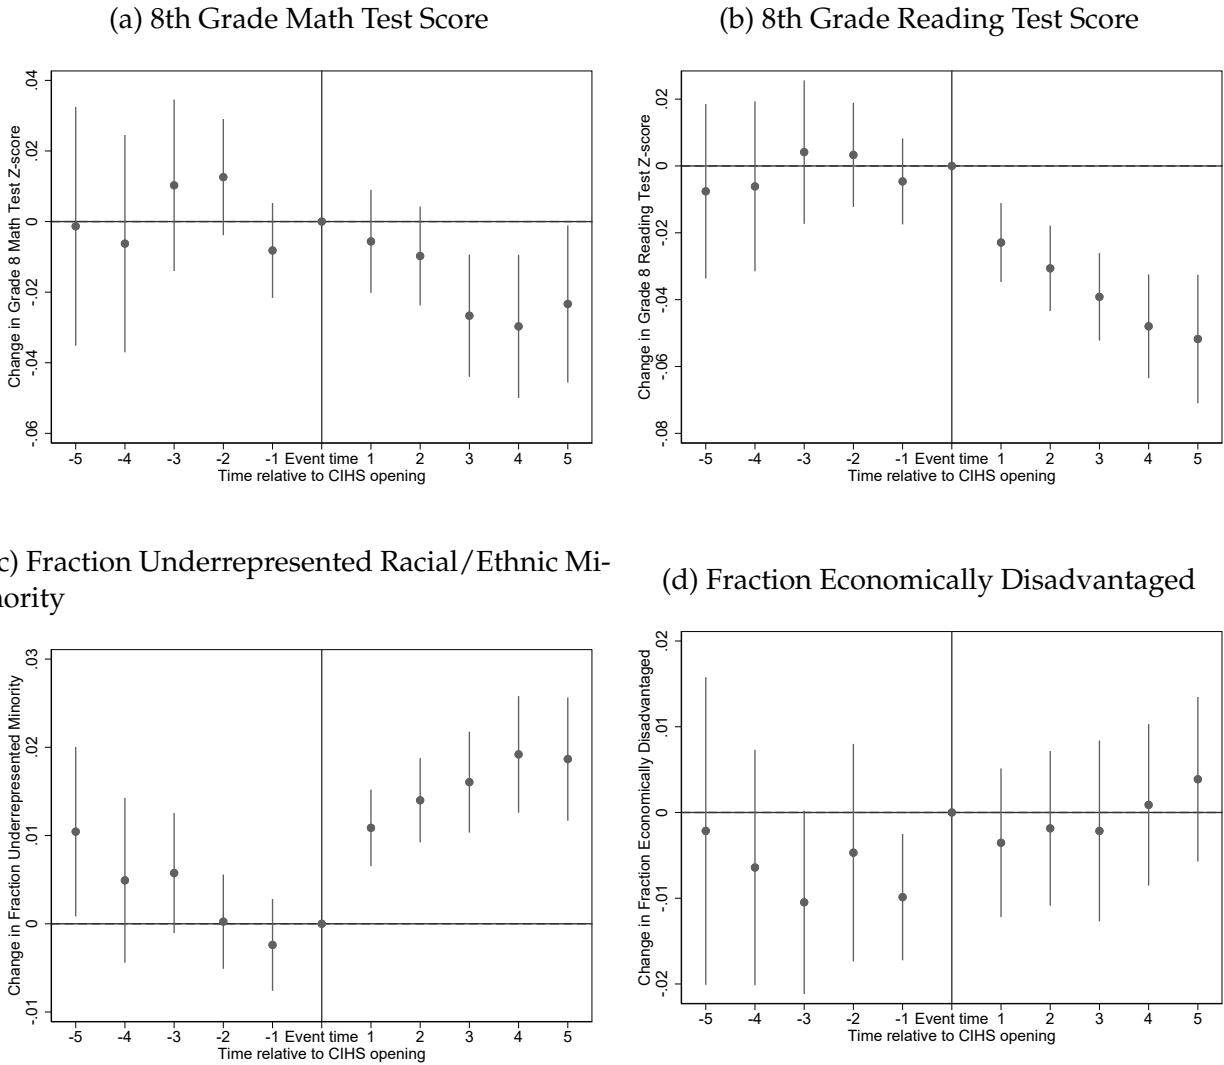 (a) 8th Grade Math Test Score
Change in Grade 8 Math Test Z-score
.04
.02
0
-.02
-.04
-.06
-5 -4 -3 -2 -1 Event time 1 2 3 4 5
Time relative to CIHS opening
(b) 8th Grade Reading Test Score
Change in Grade 8 Reading Test Z-score
.02
0
-.02
-.04
-.06
-.08
-5 -4 -3 -2 -1 Event time 1 2 3 4 5
Time relative to CIHS opening
c) Fraction Underrepresented Racial/Ethnic Mi-
nority
Change in Fraction Underrepresented Minority
.03
.02
.01
0
-.01
-5 -4 -3 -2 -1 Event time 1 2 3 4 5
Time relative to CIHS opening
(d) Fraction Economically Disadvantaged
Change in Fraction Economically Disadvantaged
.02
.01
0
-.01
-.02
-5 -4 -3 -2 -1 Event time 1 2 3 4 5
Time relative to CIHS opening